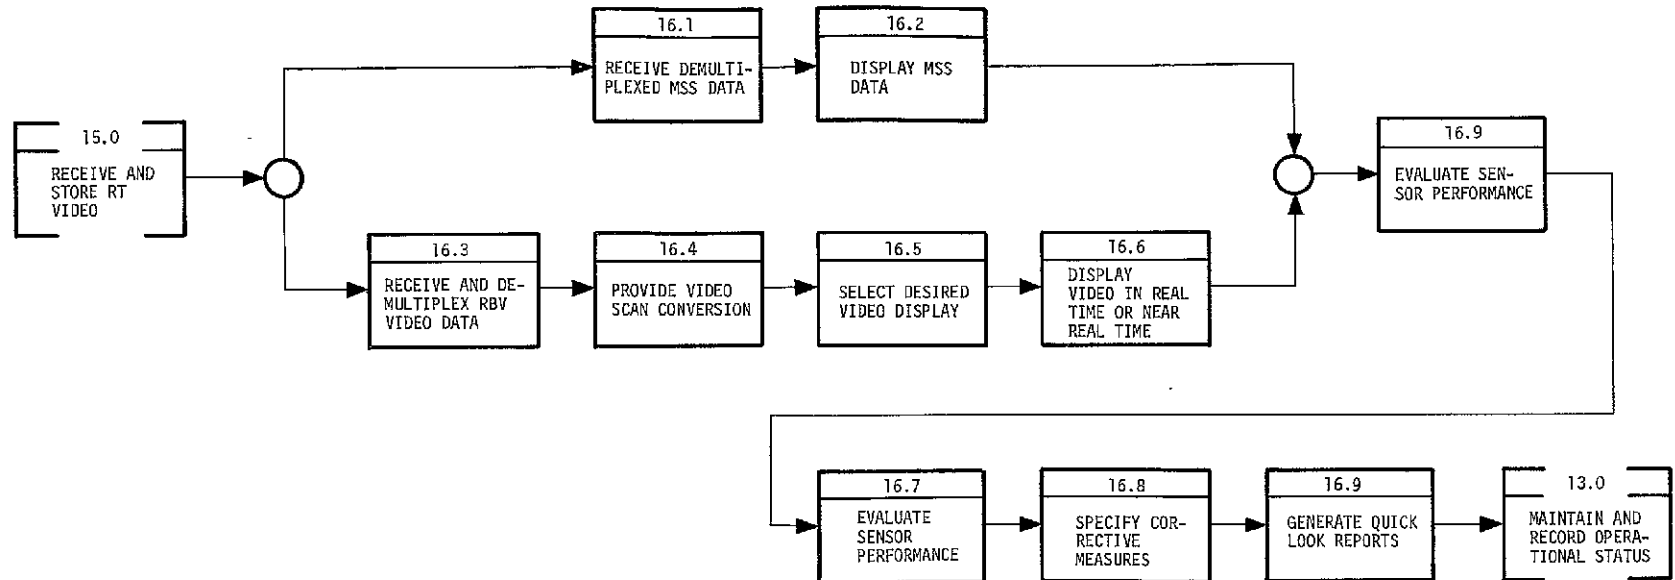 16.1
RECEIVE DEMULTI-
PLEXED MSS DATA
16.2
DISPLAY MSS
DATA
15.0
RECEIVE AND
STORE RT
VIDEO
16.9
EVALUATE SEN-
SOR PERFORMANCE
16.3
RECEIVE AND DE-
MULTIPLEX RBV
VIDEO DATA
16.4
PROVIDE VIDEO
SCAN CONVERSION
16.5
SELECT DESIRED
VIDEO DISPLAY
16.6
DISPLAY
VIDEO IN REAL
TIME OR NEAR
REAL TIME
16.7
EVALUATE
SENSOR
PERFORMANCE
16.8
SPECIFY COR-
RECTIVE
MEASURES
16.9
GENERATE QUICK
LOOK REPORTS
13.0
MAINTAIN AND
RECORD OPERA-
TIONAL STATUS